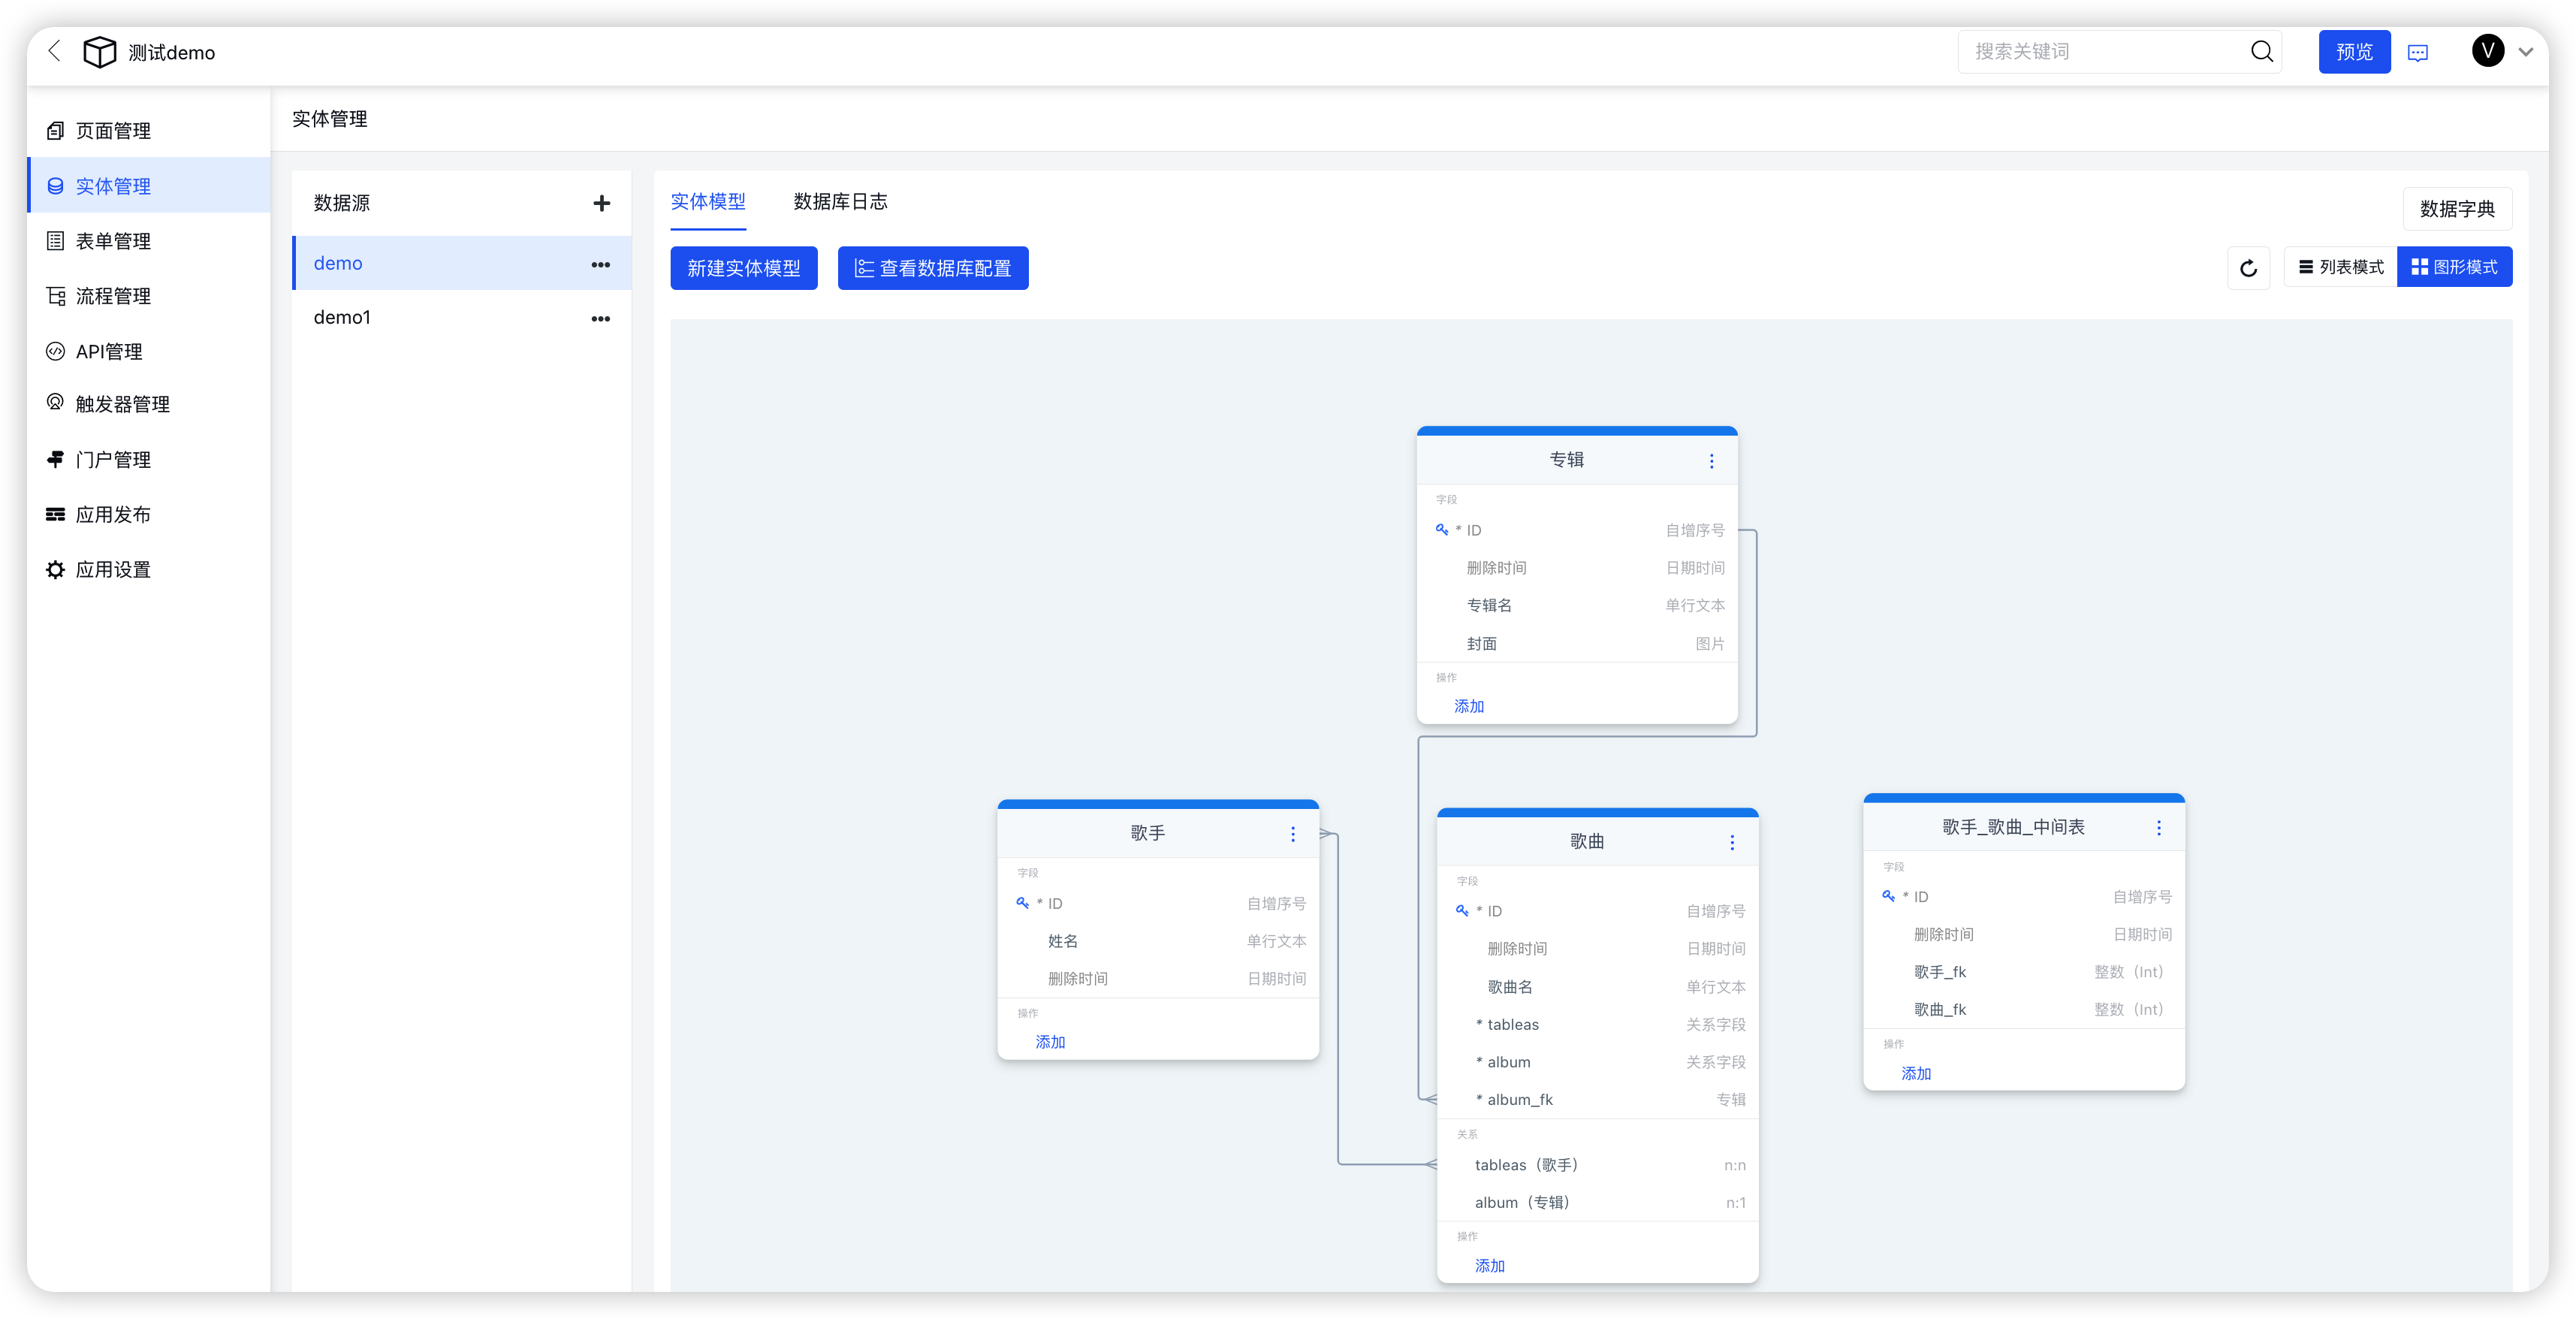 测试demo
搜索关键词
预览
V
页面管理
实体管理
表单管理
流程管理
API管理
触发器管理
门户管理
应用发布
应用设置
实体管理
数据源
demo
demo1
实体模型 数据库日志
数据字典
新建实体模型 查看数据库配置
列表模式 图形模式
专辑
字段
* ID 自增序号
删除时间 日期时间
专辑名 单行文本
封面 图片
操作
添加
歌手
字段
* ID 自增序号
姓名 单行文本
删除时间 日期时间
操作
添加
歌曲
字段
* ID 自增序号
删除时间 日期时间
歌曲名 单行文本
* tableas 关系字段
* album 关系字段
* album_fk 专辑
关系
tableas（歌手） n:n
album（专辑） n:1
操作
添加
歌手_歌曲_中间表
字段
* ID 自增序号
删除时间 日期时间
歌手_fk 整数（Int）
歌曲_fk 整数（Int）
操作
添加